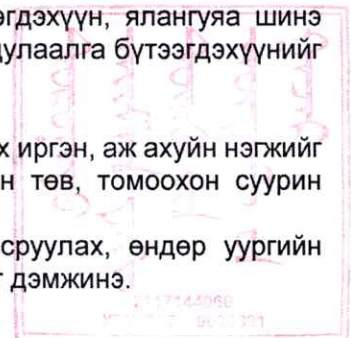 эгдэхүүн, ялангуяа шинэ
дулаалга бүтээгдэхүүнийг
х иргэн, аж ахуйн нэгжийг
н төв, томоохон суурин
сруулах, өндөр уургийн
г дэмжинэ.